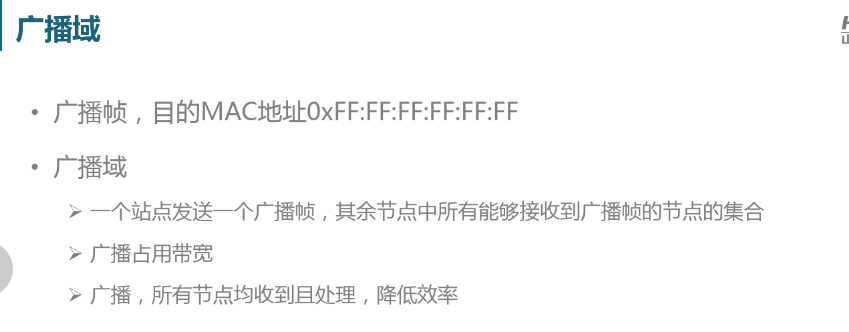 广播域
• 广播帧，目的MAC地址0xFF:FF:FF:FF:FF:FF
• 广播域
➢ 一个站点发送一个广播帧，其余节点中所有能够接收到广播帧的节点的集合
➢ 广播占用带宽
➢ 广播，所有节点均收到且处理，降低效率